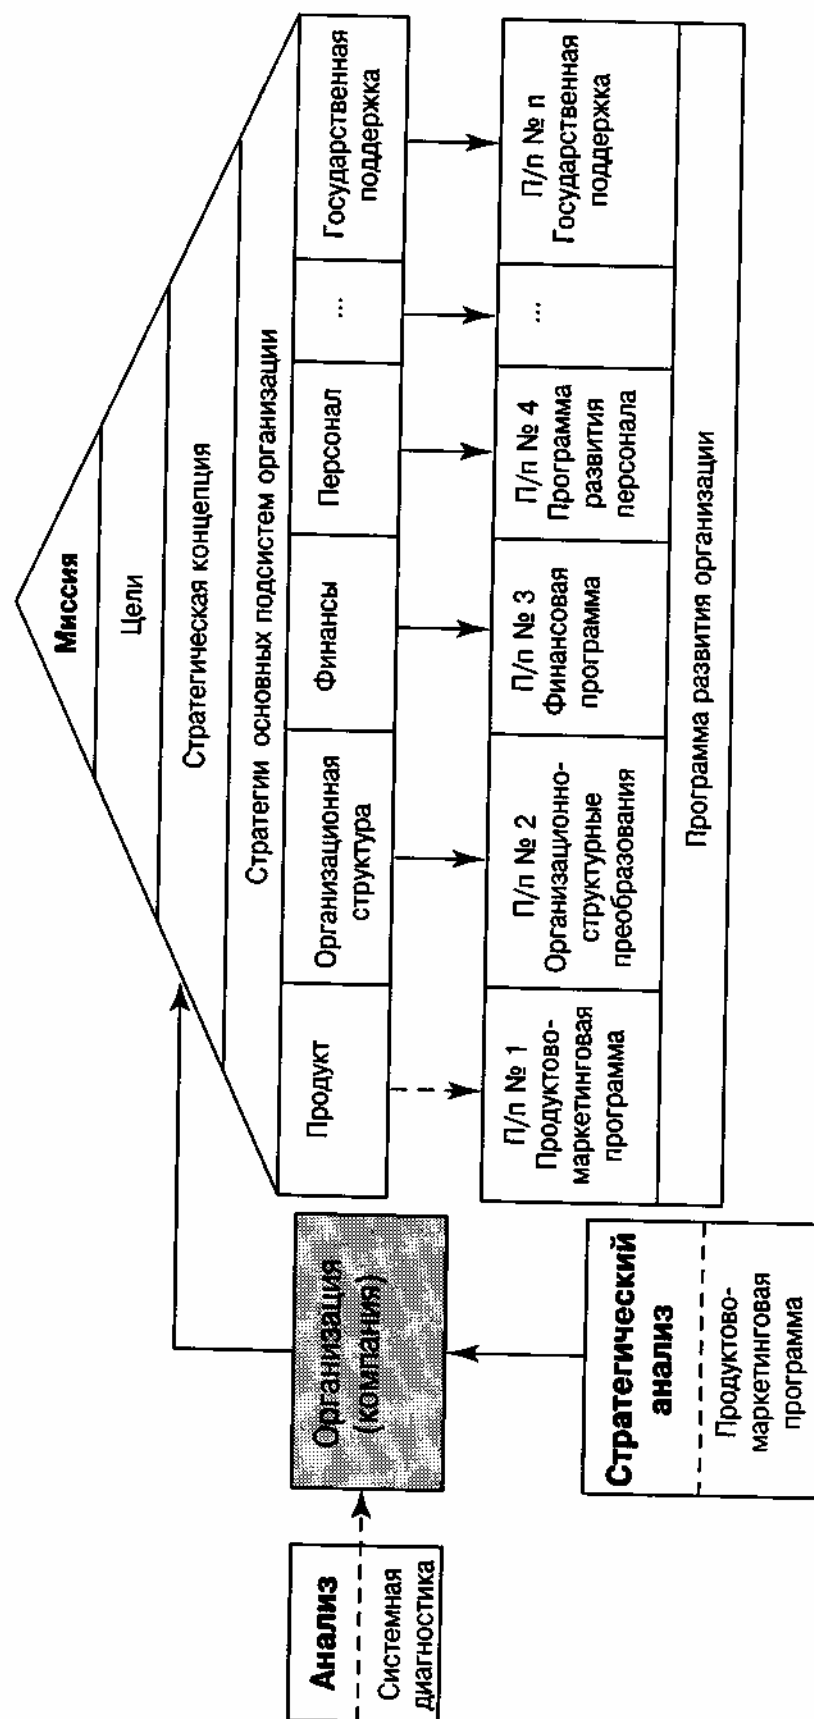 Миссия
Цели
Стратегическая концепция
Стратегии основных подсистем организации
Продукт
Организационная
структура
Финансы
Персонал
...
Государственная
поддержка
П/п № 1
Продуктово-
маркетинговая
программа
П/п № 2
Организационно-
структурные
преобразования
П/п № 3
Финансовая
программа
П/п № 4
Программа
развития
персонала
...
П/п № n
Государственная
поддержка
Программа развития организации
Анализ
Системная
диагностика
Организация
(компания)
Стратегический
анализ
Продуктово-
маркетинговая
программа